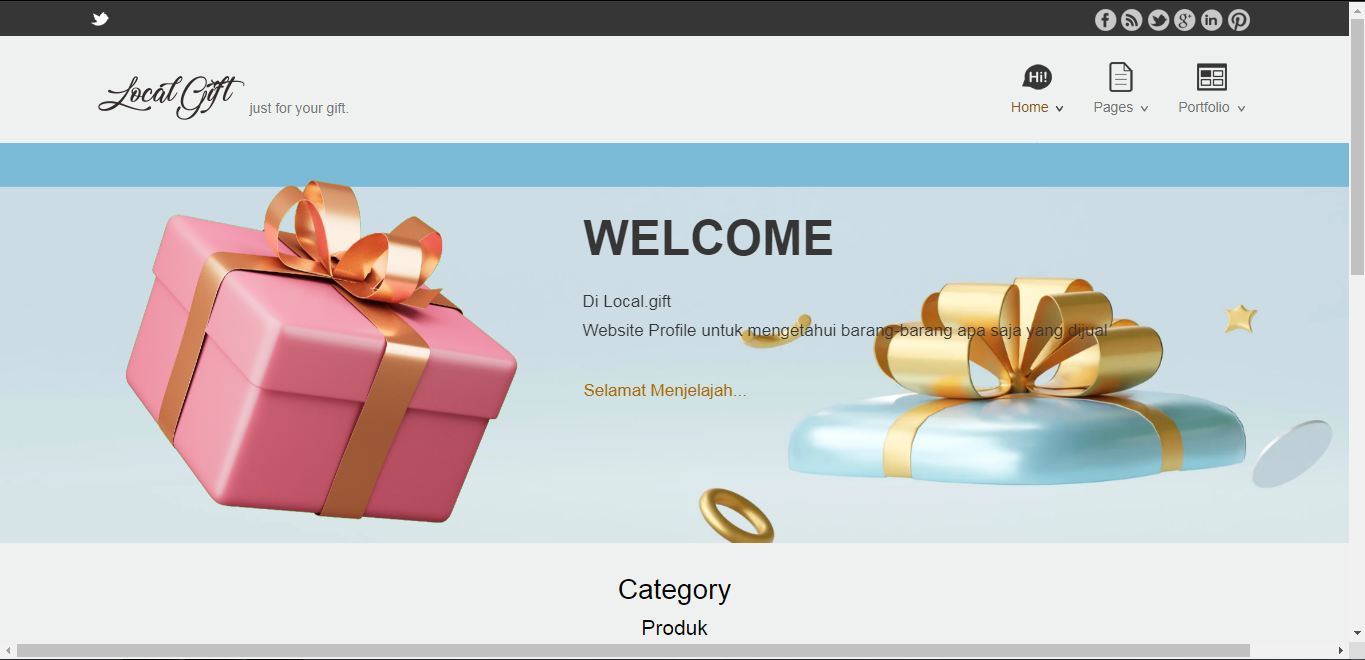 Local Gift just for your gift.
Hi!
Home Pages Portfolio
WELCOME
Di Local.gift
Website Profile untuk mengetahui barang-barang apa saja yang dijual
Selamat Menjelajah...
Category
Produk